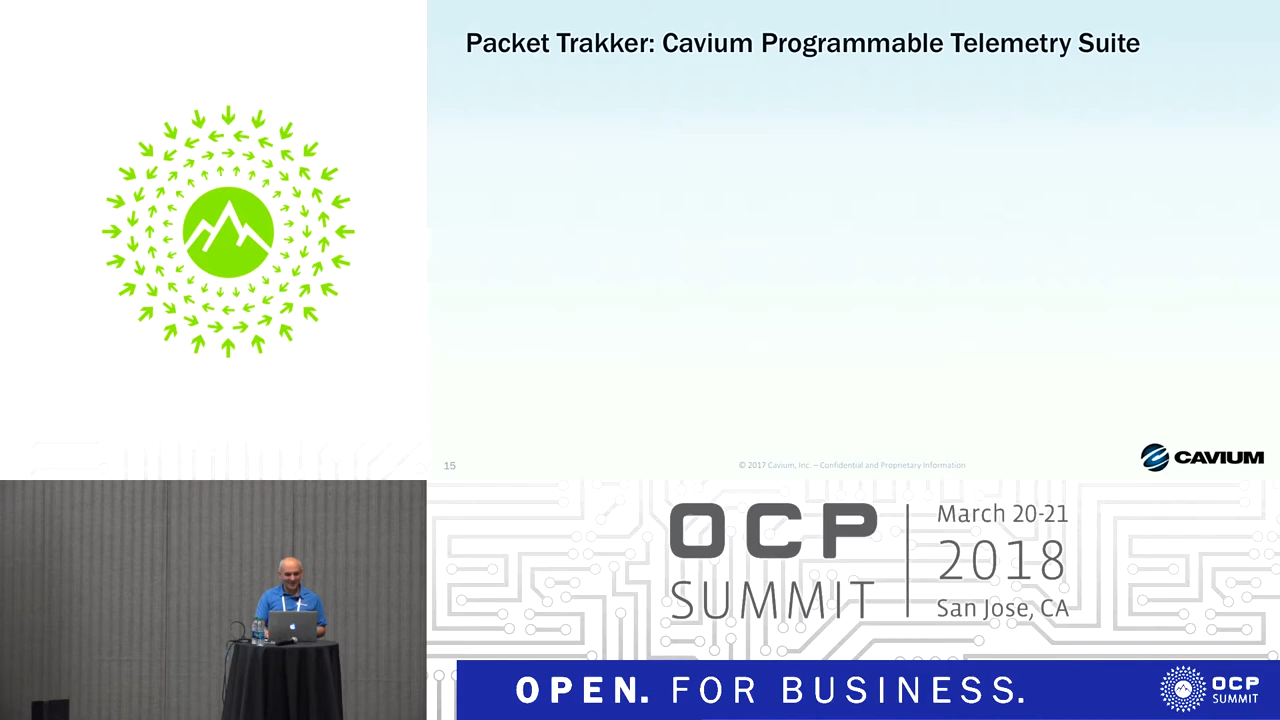 Packet Trakker: Cavium Programmable Telemetry Suite
15
© 2017 Cavium, Inc. – Confidential and Proprietary Information
CAVIUM
OCP
SUMMIT
March 20-21
2018
San Jose, CA
OPEN. FOR BUSINESS.
OCP
SUMMIT